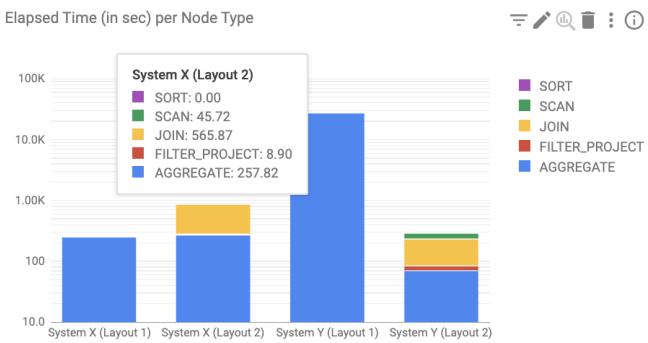 Elapsed Time (in sec) per Node Type
System X (Layout 2)
SORT: 0.00
SCAN: 45.72
JOIN: 565.87
FILTER_PROJECT: 8.90
AGGREGATE: 257.82
100K
10.0K
1.00K
100
10.0
System X (Layout 1) System X (Layout 2) System Y (Layout 1) System Y (Layout 2)
SORT
SCAN
JOIN
FILTER_PROJECT
AGGREGATE